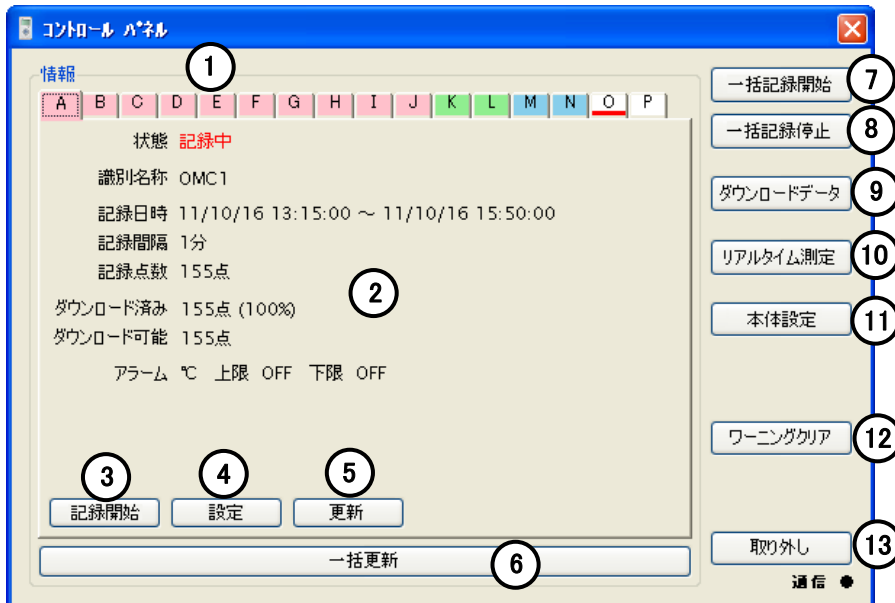 コントロール パネル
情報
①
A B C D E F G H I J K L M N O P
状態 記録中
識別名称 OMC1
記録日時 11/10/16 13:15:00 ～ 11/10/16 15:50:00
記録間隔 1分
記録点数 155点
②
ダウンロード済み 155点 (100%)
ダウンロード可能 155点
アラーム ℃ 上限 OFF 下限 OFF
③ ④ ⑤
記録開始 設定 更新
一括更新 ⑥
一括記録開始 ⑦
一括記録停止 ⑧
ダウンロードデータ ⑨
リアルタイム測定 ⑩
本体設定 ⑪
ワーニングクリア ⑫
取り外し ⑬
通信 ●